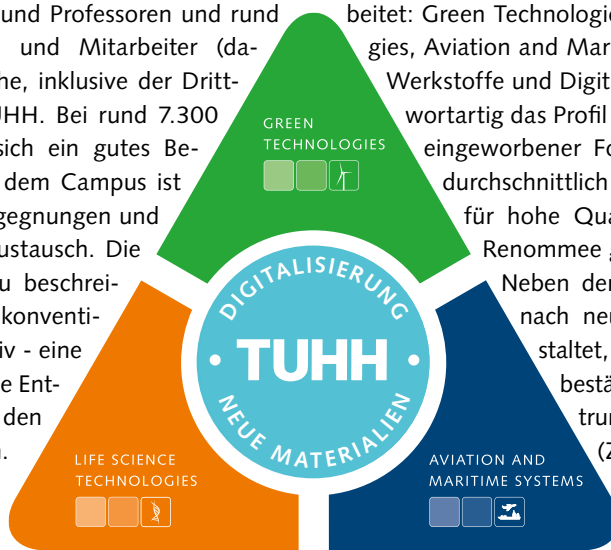 und Professoren und rund
und Mitarbeiter (da-
he, inklusive der Dritt-
UHH. Bei rund 7.300
sich ein gutes Be-
dem Campus ist
gegnungen und
ustausch. Die
u beschrei-
konventi-
iv - eine
e Ent-
den
GREEN
TECHNOLOGIES
DIGITALISIERUNG
TUHH
NEUE MATERIALIEN
LIFE SCIENCE
TECHNOLOGIES
AVIATION AND
MARITIME SYSTEMS
beitet: Green Technologie
gies, Aviation and Mar
Werkstoffe und Digit
wortartig das Profil
eingeworbener Fo
durchschnittlich
für hohe Qua
Renommee
Neben der
nach neu
staltet,
bestä
trun
(Z